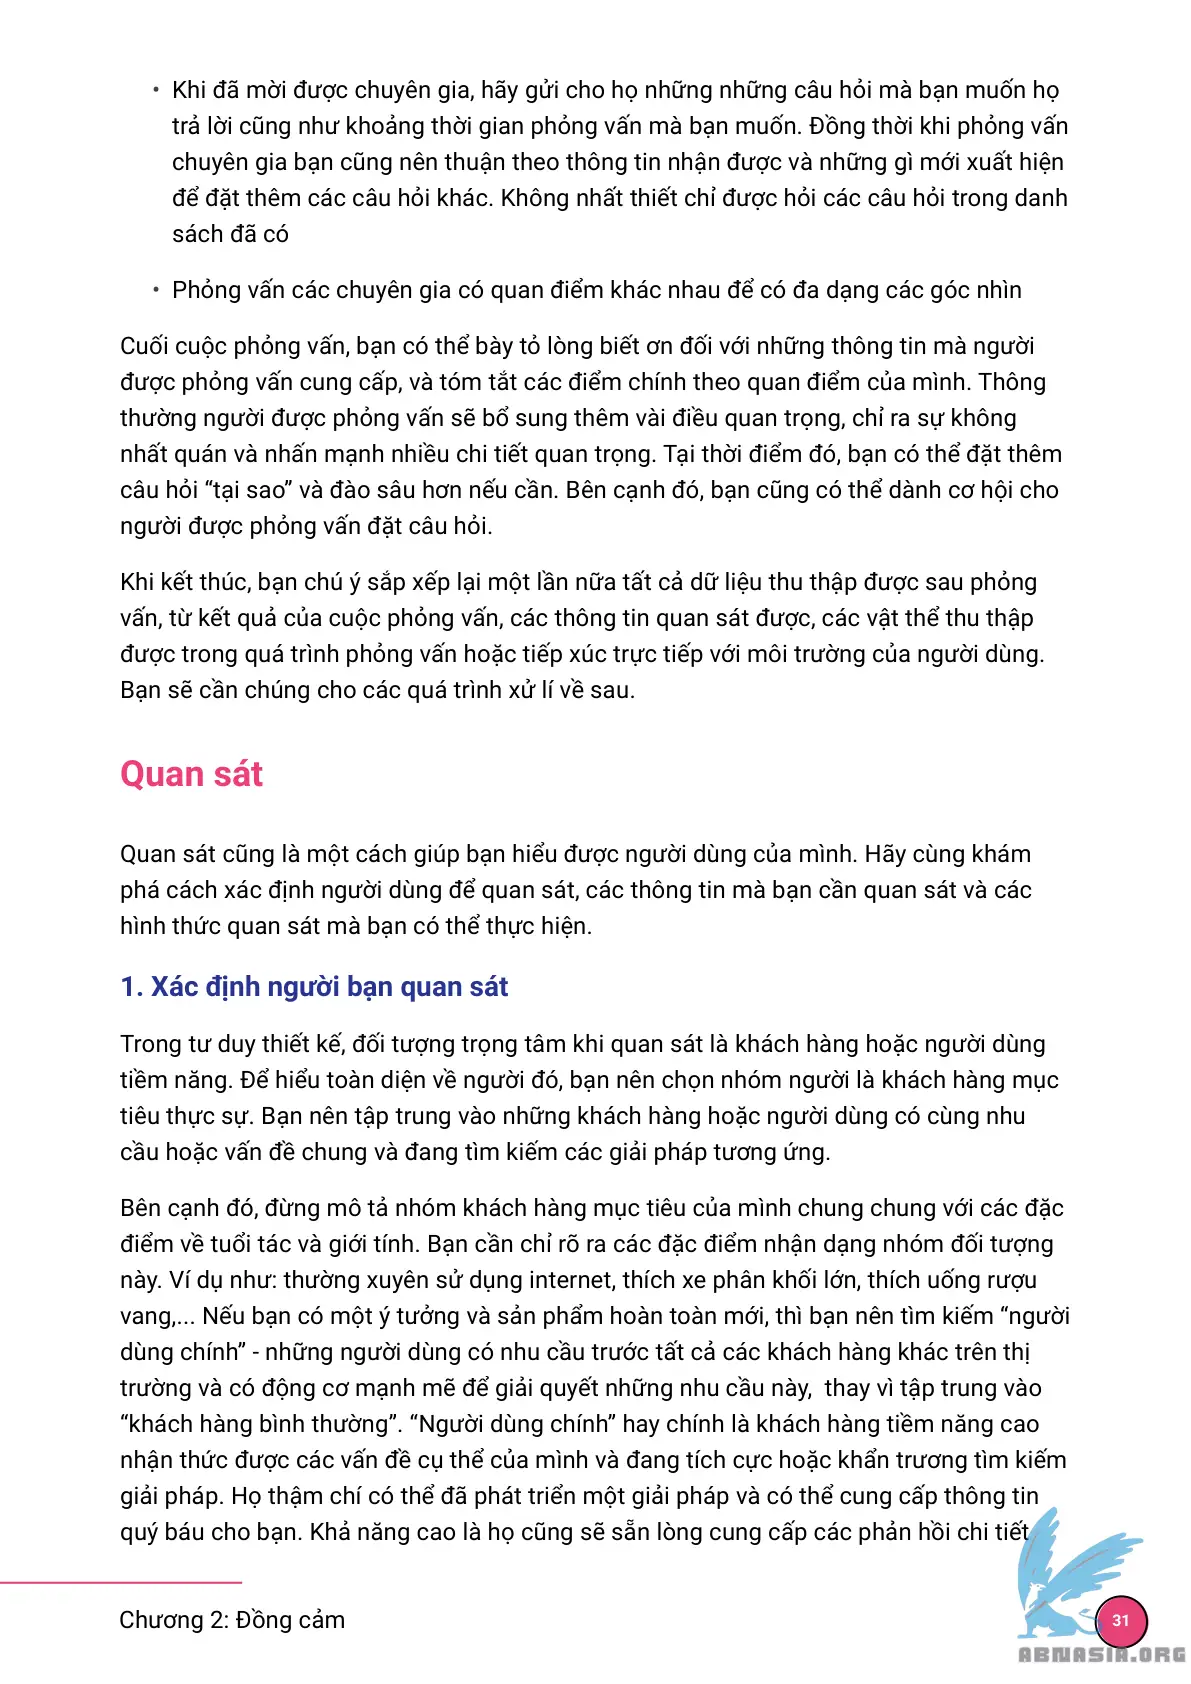 • Khi đã mời được chuyên gia, hãy gửi cho họ những những câu hỏi mà bạn muốn họ
trả lời cũng như khoảng thời gian phỏng vấn mà bạn muốn. Đồng thời khi phỏng vấn
chuyên gia bạn cũng nên thuận theo thông tin nhận được và những gì mới xuất hiện
để đặt thêm các câu hỏi khác. Không nhất thiết chỉ được hỏi các câu hỏi trong danh
sách đã có
• Phỏng vấn các chuyên gia có quan điểm khác nhau để có đa dạng các góc nhìn
Cuối cuộc phỏng vấn, bạn có thể bày tỏ lòng biết ơn đối với những thông tin mà người
được phỏng vấn cung cấp, và tóm tắt các điểm chính theo quan điểm của mình. Thông
thường người được phỏng vấn sẽ bổ sung thêm vài điều quan trọng, chỉ ra sự không
nhất quán và nhấn mạnh nhiều chi tiết quan trọng. Tại thời điểm đó, bạn có thể đặt thêm
câu hỏi “tại sao” và đào sâu hơn nếu cần. Bên cạnh đó, bạn cũng có thể dành cơ hội cho
người được phỏng vấn đặt câu hỏi.
Khi kết thúc, bạn chú ý sắp xếp lại một lần nữa tất cả dữ liệu thu thập được sau phỏng
vấn, từ kết quả của cuộc phỏng vấn, các thông tin quan sát được, các vật thể thu thập
được trong quá trình phỏng vấn hoặc tiếp xúc trực tiếp với môi trường của người dùng.
Bạn sẽ cần chúng cho các quá trình xử lí về sau.
Quan sát
Quan sát cũng là một cách giúp bạn hiểu được người dùng của mình. Hãy cùng khám
phá cách xác định người dùng để quan sát, các thông tin mà bạn cần quan sát và các
hình thức quan sát mà bạn có thể thực hiện.
1. Xác định người bạn quan sát
Trong tư duy thiết kế, đối tượng trọng tâm khi quan sát là khách hàng hoặc người dùng
tiềm năng. Để hiểu toàn diện về người đó, bạn nên chọn nhóm người là khách hàng mục
tiêu thực sự. Bạn nên tập trung vào những khách hàng hoặc người dùng có cùng nhu
cầu hoặc vấn đề chung và đang tìm kiếm các giải pháp tương ứng.
Bên cạnh đó, đừng mô tả nhóm khách hàng mục tiêu của mình chung chung với các đặc
điểm về tuổi tác và giới tính. Bạn cần chỉ rõ ra các đặc điểm nhận dạng nhóm đối tượng
này. Ví dụ như: thường xuyên sử dụng internet, thích xe phân khối lớn, thích uống rượu
vang,... Nếu bạn có một ý tưởng và sản phẩm hoàn toàn mới, thì bạn nên tìm kiếm “người
dùng chính” - những người dùng có nhu cầu trước tất cả các khách hàng khác trên thị
trường và có động cơ mạnh mẽ để giải quyết những nhu cầu này, thay vì tập trung vào
“khách hàng bình thường”. “Người dùng chính” hay chính là khách hàng tiềm năng cao
nhận thức được các vấn đề cụ thể của mình và đang tích cực hoặc khẩn trương tìm kiếm
giải pháp. Họ thậm chí có thể đã phát triển một giải pháp và có thể cung cấp thông tin
quý báu cho bạn. Khả năng cao là họ cũng sẽ sẵn lòng cung cấp các phản hồi chi tiết
Chương 2: Đồng cảm
31
ABNASIA.ORG